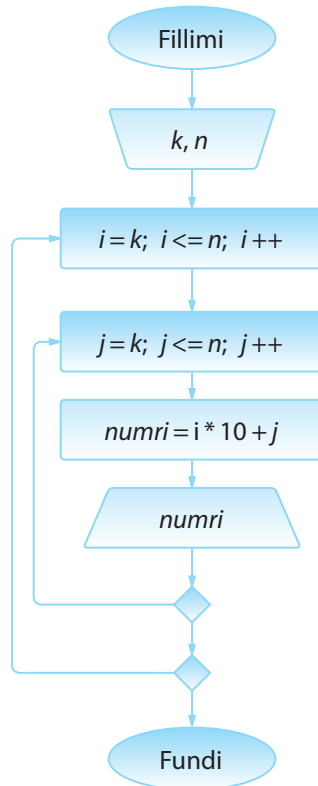 Fillimi
k, n
i = k; i <= n; i ++
j = k; j <= n; j ++
numri = i * 10 + j
numri
Fundi